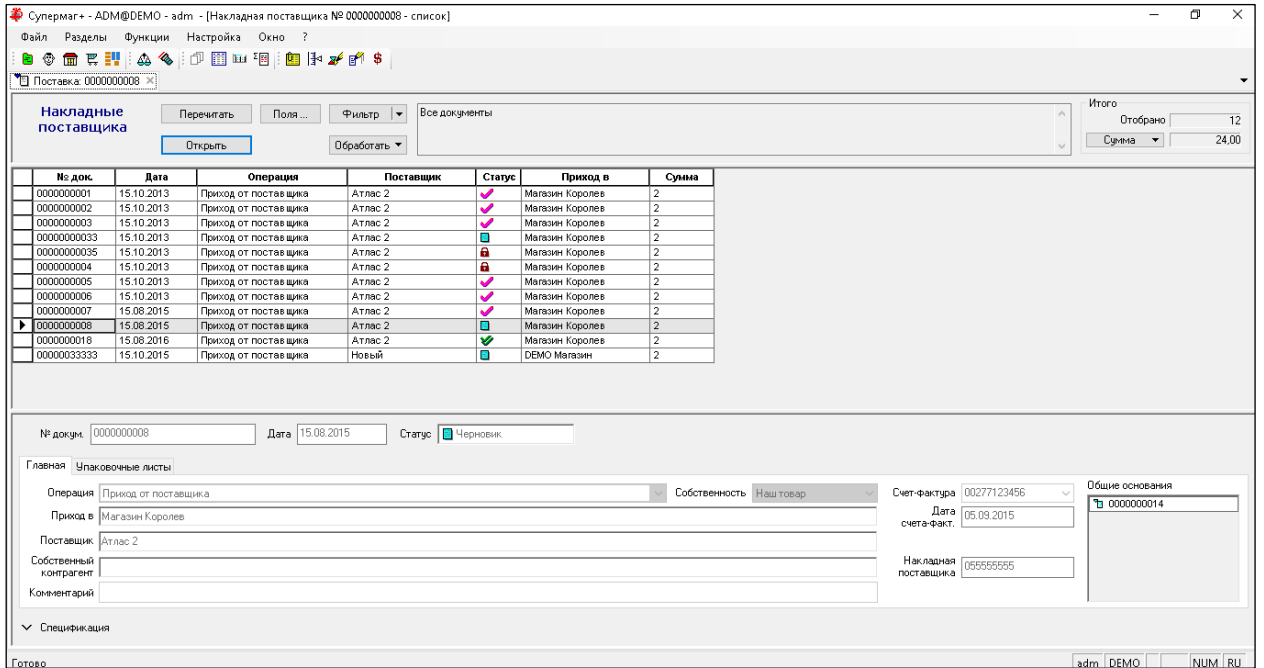 Супермаг+ - ADM@DEMO - adm - [Накладная поставщика № 0000000008 - список]
Файл Разделы Функции Настройка Окно ?
Поставка: 0000000008
Накладные поставщика
Перечитать Поля ... Фильтр
Открыть Обработать
Все документы
Итого
Отобрано 12
Сумма 24,00
№ док. Дата Операция Поставщик Статус Приход в Сумма
0000000001 15.10.2013 Приход от поставщика Атлас 2 Магазин Королев 2
0000000002 15.10.2013 Приход от поставщика Атлас 2 Магазин Королев 2
0000000003 15.10.2013 Приход от поставщика Атлас 2 Магазин Королев 2
00000000033 15.10.2013 Приход от поставщика Атлас 2 Магазин Королев 2
00000000035 15.10.2013 Приход от поставщика Атлас 2 Магазин Королев 2
0000000004 15.10.2013 Приход от поставщика Атлас 2 Магазин Королев 2
0000000005 15.10.2013 Приход от поставщика Атлас 2 Магазин Королев 2
0000000006 15.10.2013 Приход от поставщика Атлас 2 Магазин Королев 2
0000000007 15.08.2015 Приход от поставщика Атлас 2 Магазин Королев 2
0000000008 15.08.2015 Приход от поставщика Атлас 2 Магазин Королев 2
0000000018 15.08.2016 Приход от поставщика Атлас 2 Магазин Королев 2
00000033333 15.10.2015 Приход от поставщика Новый DEMO Магазин 2
№ докум. 0000000008 Дата 15.08.2015 Статус Черновик
Главная Упаковочные листы
Операция Приход от поставщика Собственность Наш товар Счет-фактура 00277123456
Приход в Магазин Королев Дата счета-факт. 05.09.2015
Поставщик Атлас 2
Собственный контрагент Накладная поставщика 055555555
Комментарий
Общие основания
0000000014
Спецификация
Готово adm DEMO NUM RU